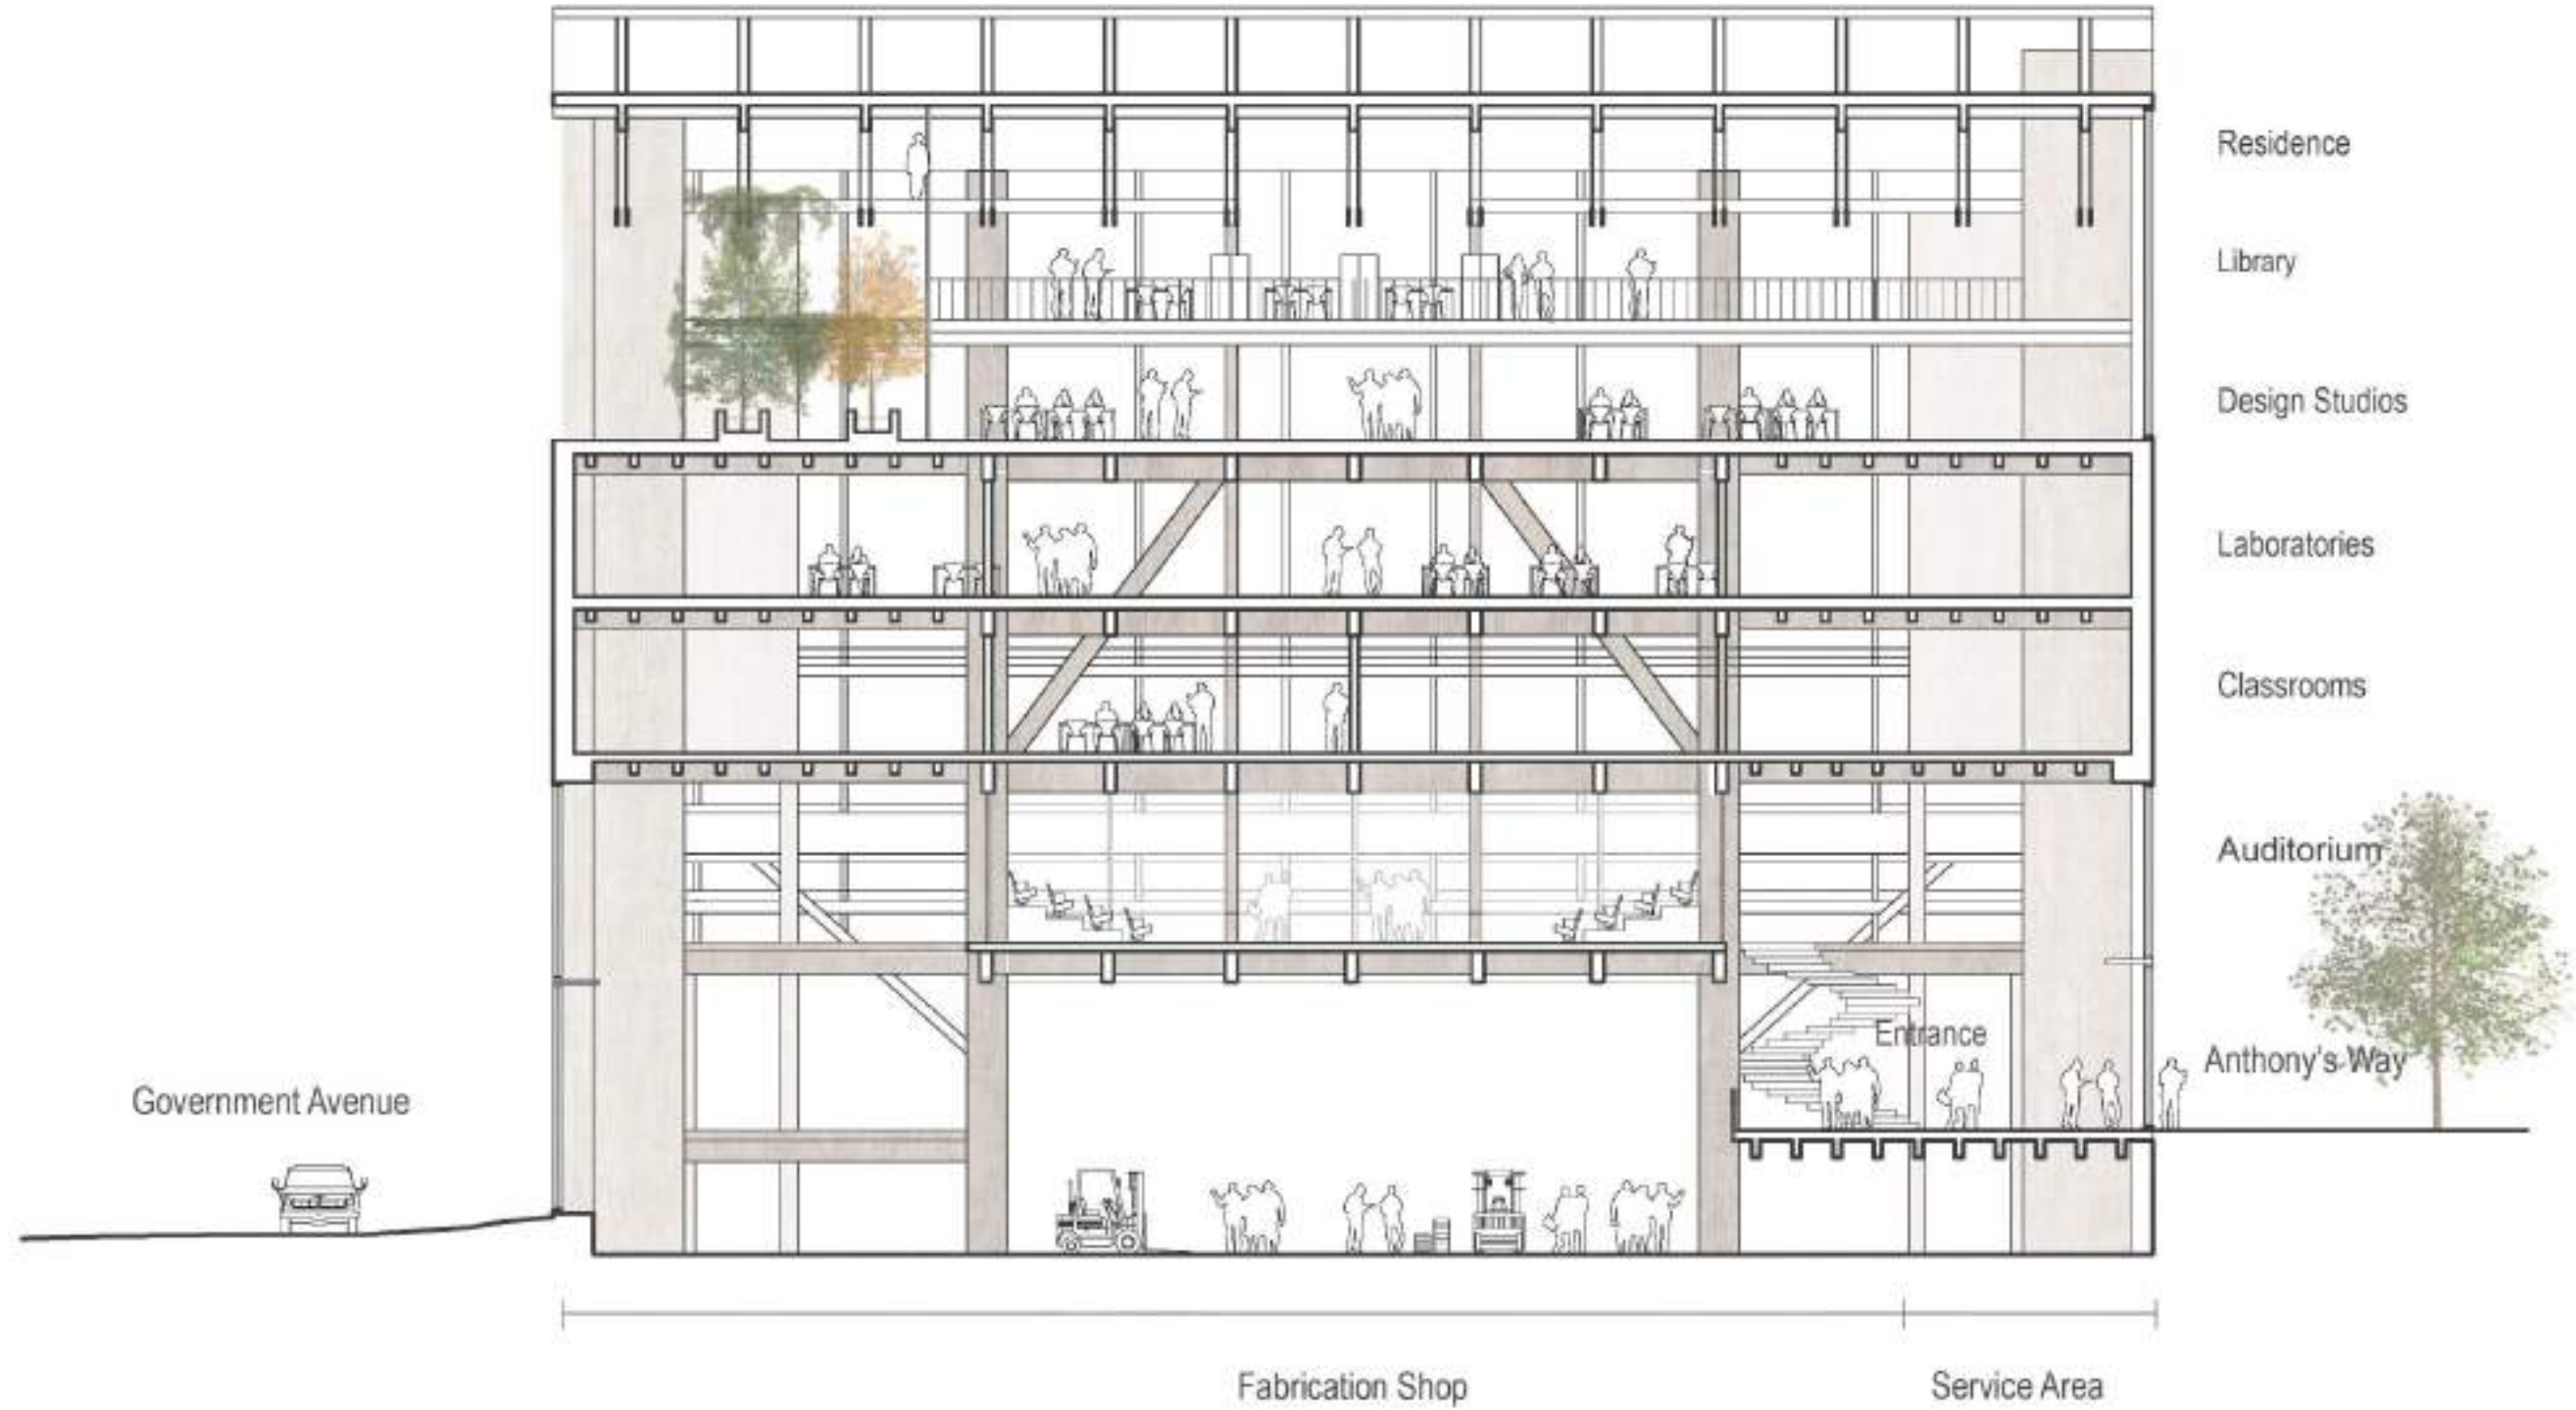 Residence
Library
Design Studios
Laboratories
Classrooms
Auditorium
Entrance
Anthony's Way
Government Avenue
Fabrication Shop
Service Area